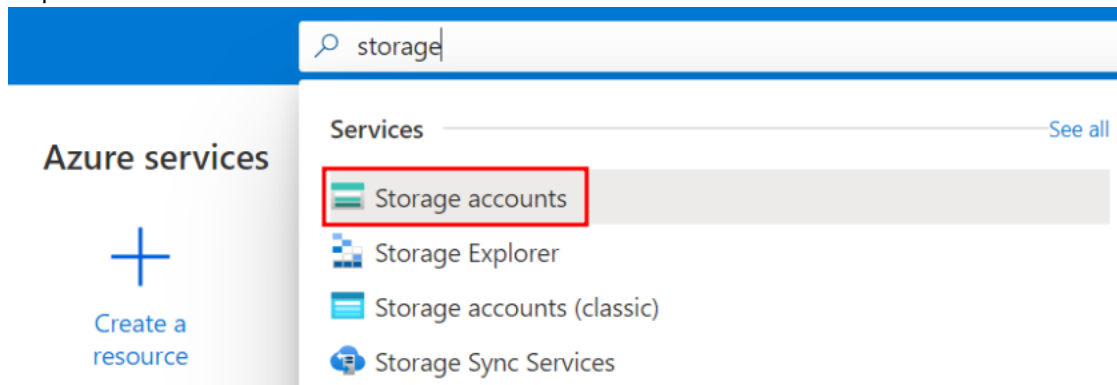 storage
Services
See all
Azure services
Storage accounts
Storage Explorer
Storage accounts (classic)
Storage Sync Services
Create a
resource